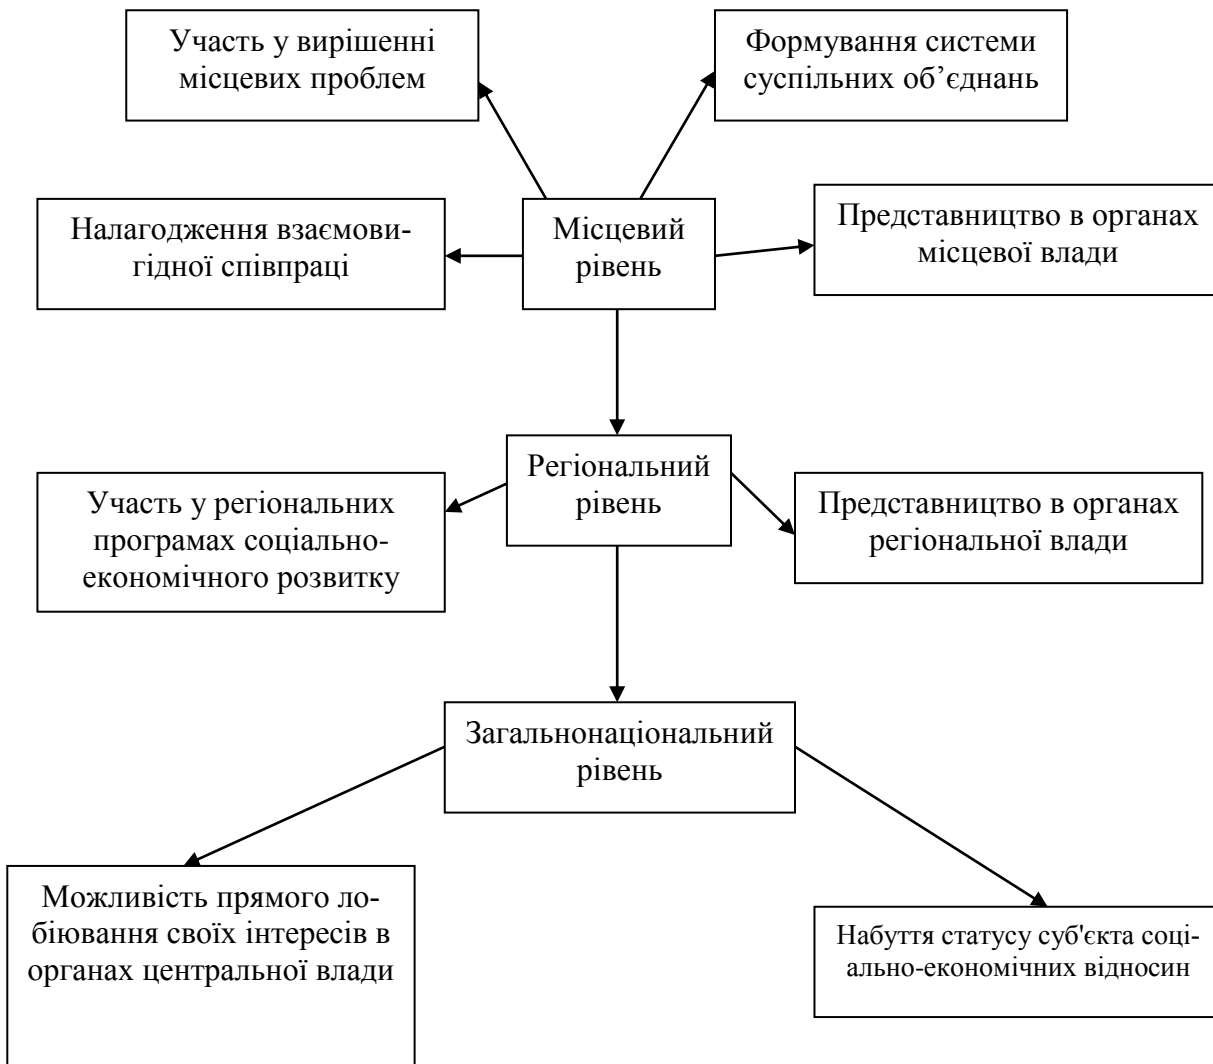 Участь у вирішенні
місцевих проблем
Формування системи
суспільних об’єднань
Налагодження взаємови-
гідної співпраці
Місцевий
рівень
Представництво в органах
місцевої влади
Регіональний
рівень
Участь у регіональних
програмах соціально-
економічного розвитку
Представництво в органах
регіональної влади
Загальнонаціональний
рівень
Можливість прямого ло-
біювання своїх інтересів в
органах центральної влади
Набуття статусу суб'єкта соці-
ально-економічних відносин